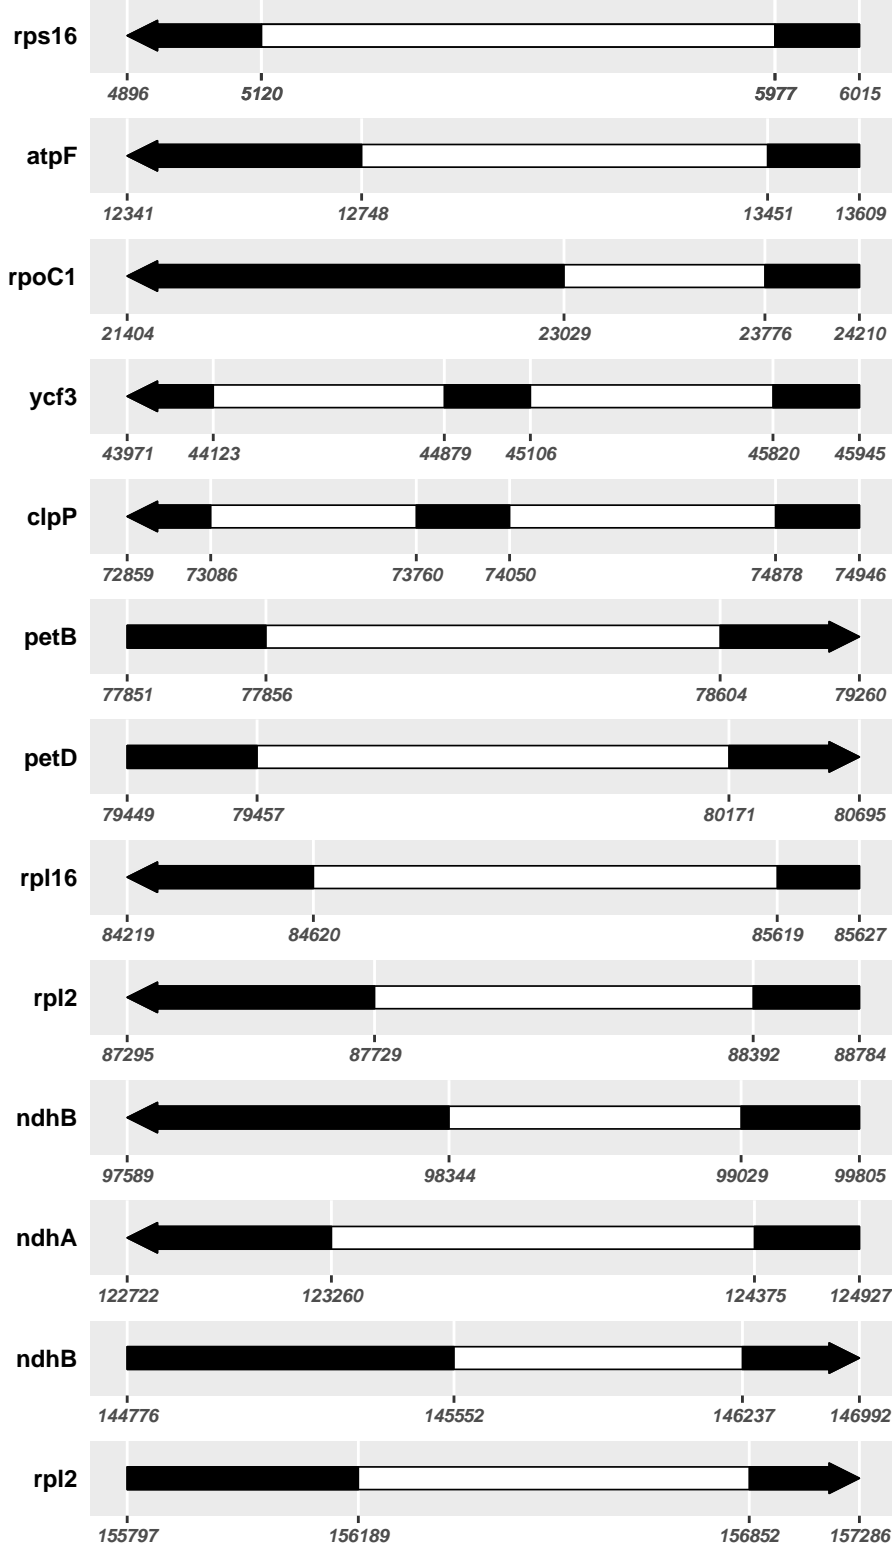 rps16
4896 5120 5977 6015
atpF
12341 12748 13451 13609
rpoC1
21404 23029 23776 24210
ycf3
43971 44123 44879 45106 45820 45945
clpP
72859 73086 73760 74050 74878 74946
petB
77851 77856 78604 79260
petD
79449 79457 80171 80695
rpl16
84219 84620 85619 85627
rpl2
87295 87729 88392 88784
ndhB
97589 98344 99029 99805
ndhA
122722 123260 124375 124927
ndhB
144776 145552 146237 146992
rpl2
155797 156189 156852 157286